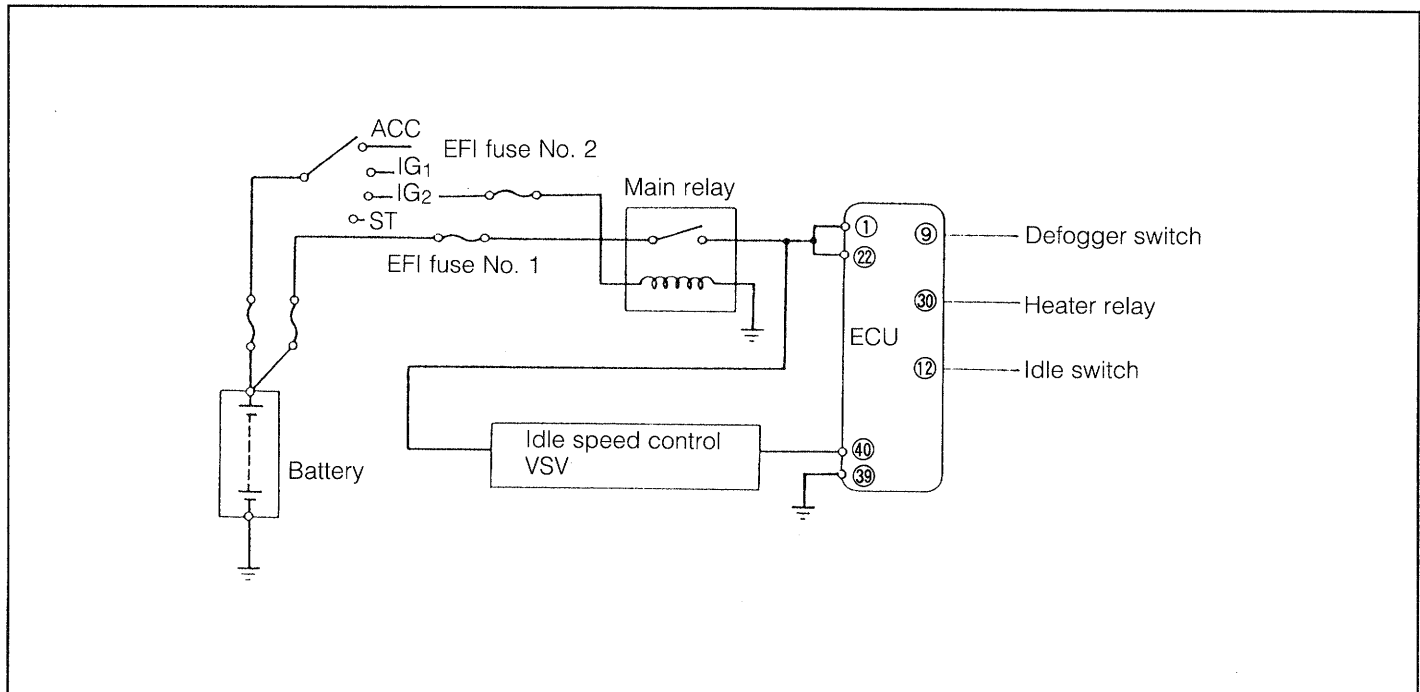 ACC
EFI fuse No. 2
IG1
IG2
Main relay
ST
EFI fuse No. 1
1
22
9
Defogger switch
30
Heater relay
ECU
12
Idle switch
Idle speed control
VSV
40
39
Battery